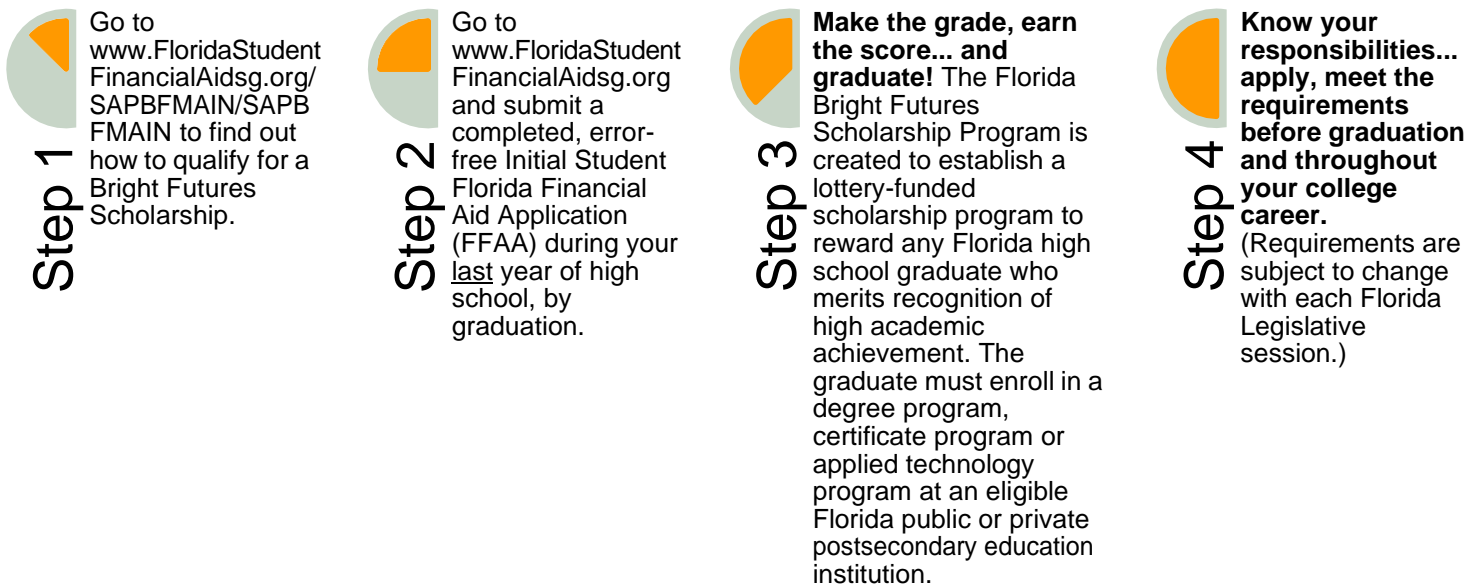 Step 1
Go to
www.FloridaStudent
FinancialAidsg.org/
SAPBFMAIN/SAPB
FMAIN to find out
how to qualify for a
Bright Futures
Scholarship.
Step 2
Go to
www.FloridaStudent
FinancialAidsg.org
and submit a
completed, error-
free Initial Student
Florida Financial
Aid Application
(FFAA) during your
last year of high
school, by
graduation.
Step 3
Make the grade, earn
the score... and
graduate! The Florida
Bright Futures
Scholarship Program is
created to establish a
lottery-funded
scholarship program to
reward any Florida high
school graduate who
merits recognition of
high academic
achievement. The
graduate must enroll in a
degree program,
certificate program or
applied technology
program at an eligible
Florida public or private
postsecondary education
institution.
Step 4
Know your
responsibilities...
apply, meet the
requirements
before graduation
and throughout
your college
career.
(Requirements are
subject to change
with each Florida
Legislative
session.)